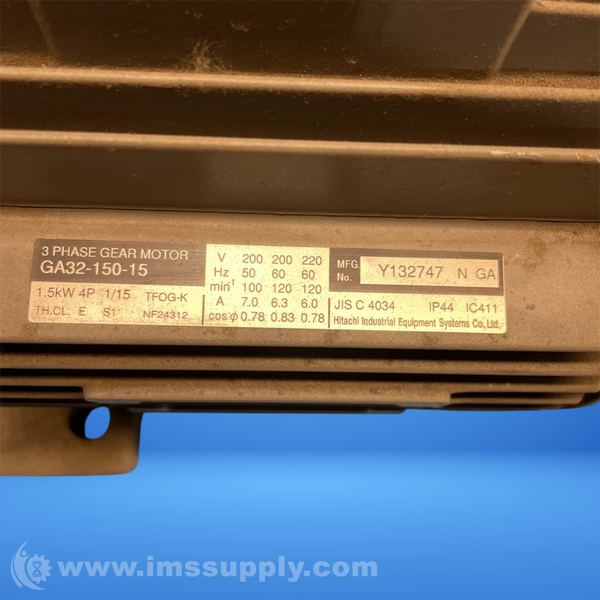 3 PHASE GEAR MOTOR
GA32-150-15
1.5kW 4P 1/15 TFOG-K
TH.CL. E S1 NF24312
V 200 200 220
Hz 50 60 60
min⁻¹ 100 120 120
A 7.0 6.3 6.0
cosφ 0.78 0.83 0.78
MFG. No. Y132747 N GA
JIS C 4034 IP44 IC411
Hitachi Industrial Equipment Systems Co., Ltd.
www.imssupply.com